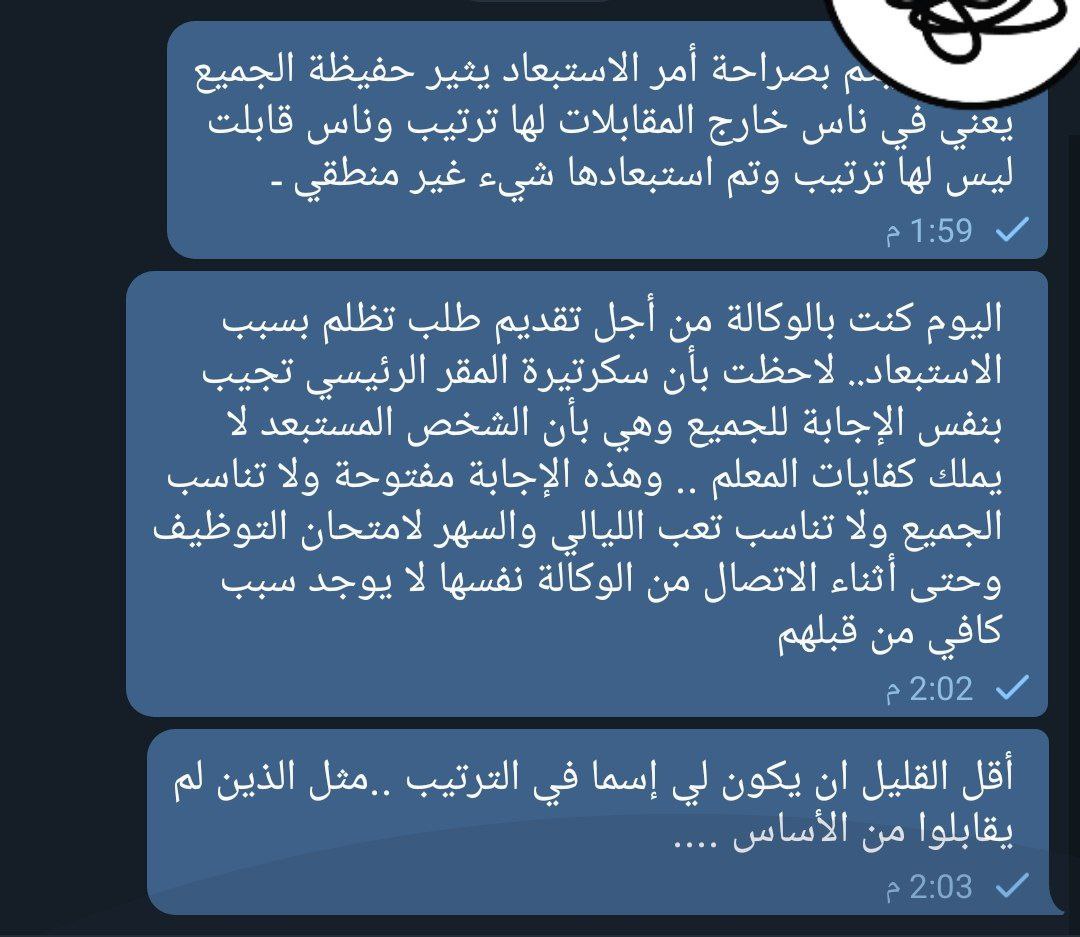 بصراحة أمر الاستبعاد يثير حفيظة الجميع
يعني في ناس خارج المقابلات لها ترتيب وناس قابلت
ليس لها ترتيب وتم استبعادها شيء غير منطقي ـ
1:59 م
اليوم كنت بالوكالة من أجل تقديم طلب تظلم بسبب
الاستبعاد.. لاحظت بأن سكرتيرة المقر الرئيسي تجيب
بنفس الإجابة للجميع وهي بأن الشخص المستبعد لا
يملك كفايات المعلم .. وهذه الإجابة مفتوحة ولا تناسب
الجميع ولا تناسب تعب الليالي والسهر لامتحان التوظيف
وحتى أثناء الاتصال من الوكالة نفسها لا يوجد سبب
كافي من قبلهم
2:02 م
أقل القليل ان يكون لي إسما في الترتيب ..مثل الذين لم
يقابلوا من الأساس ....
2:03 م